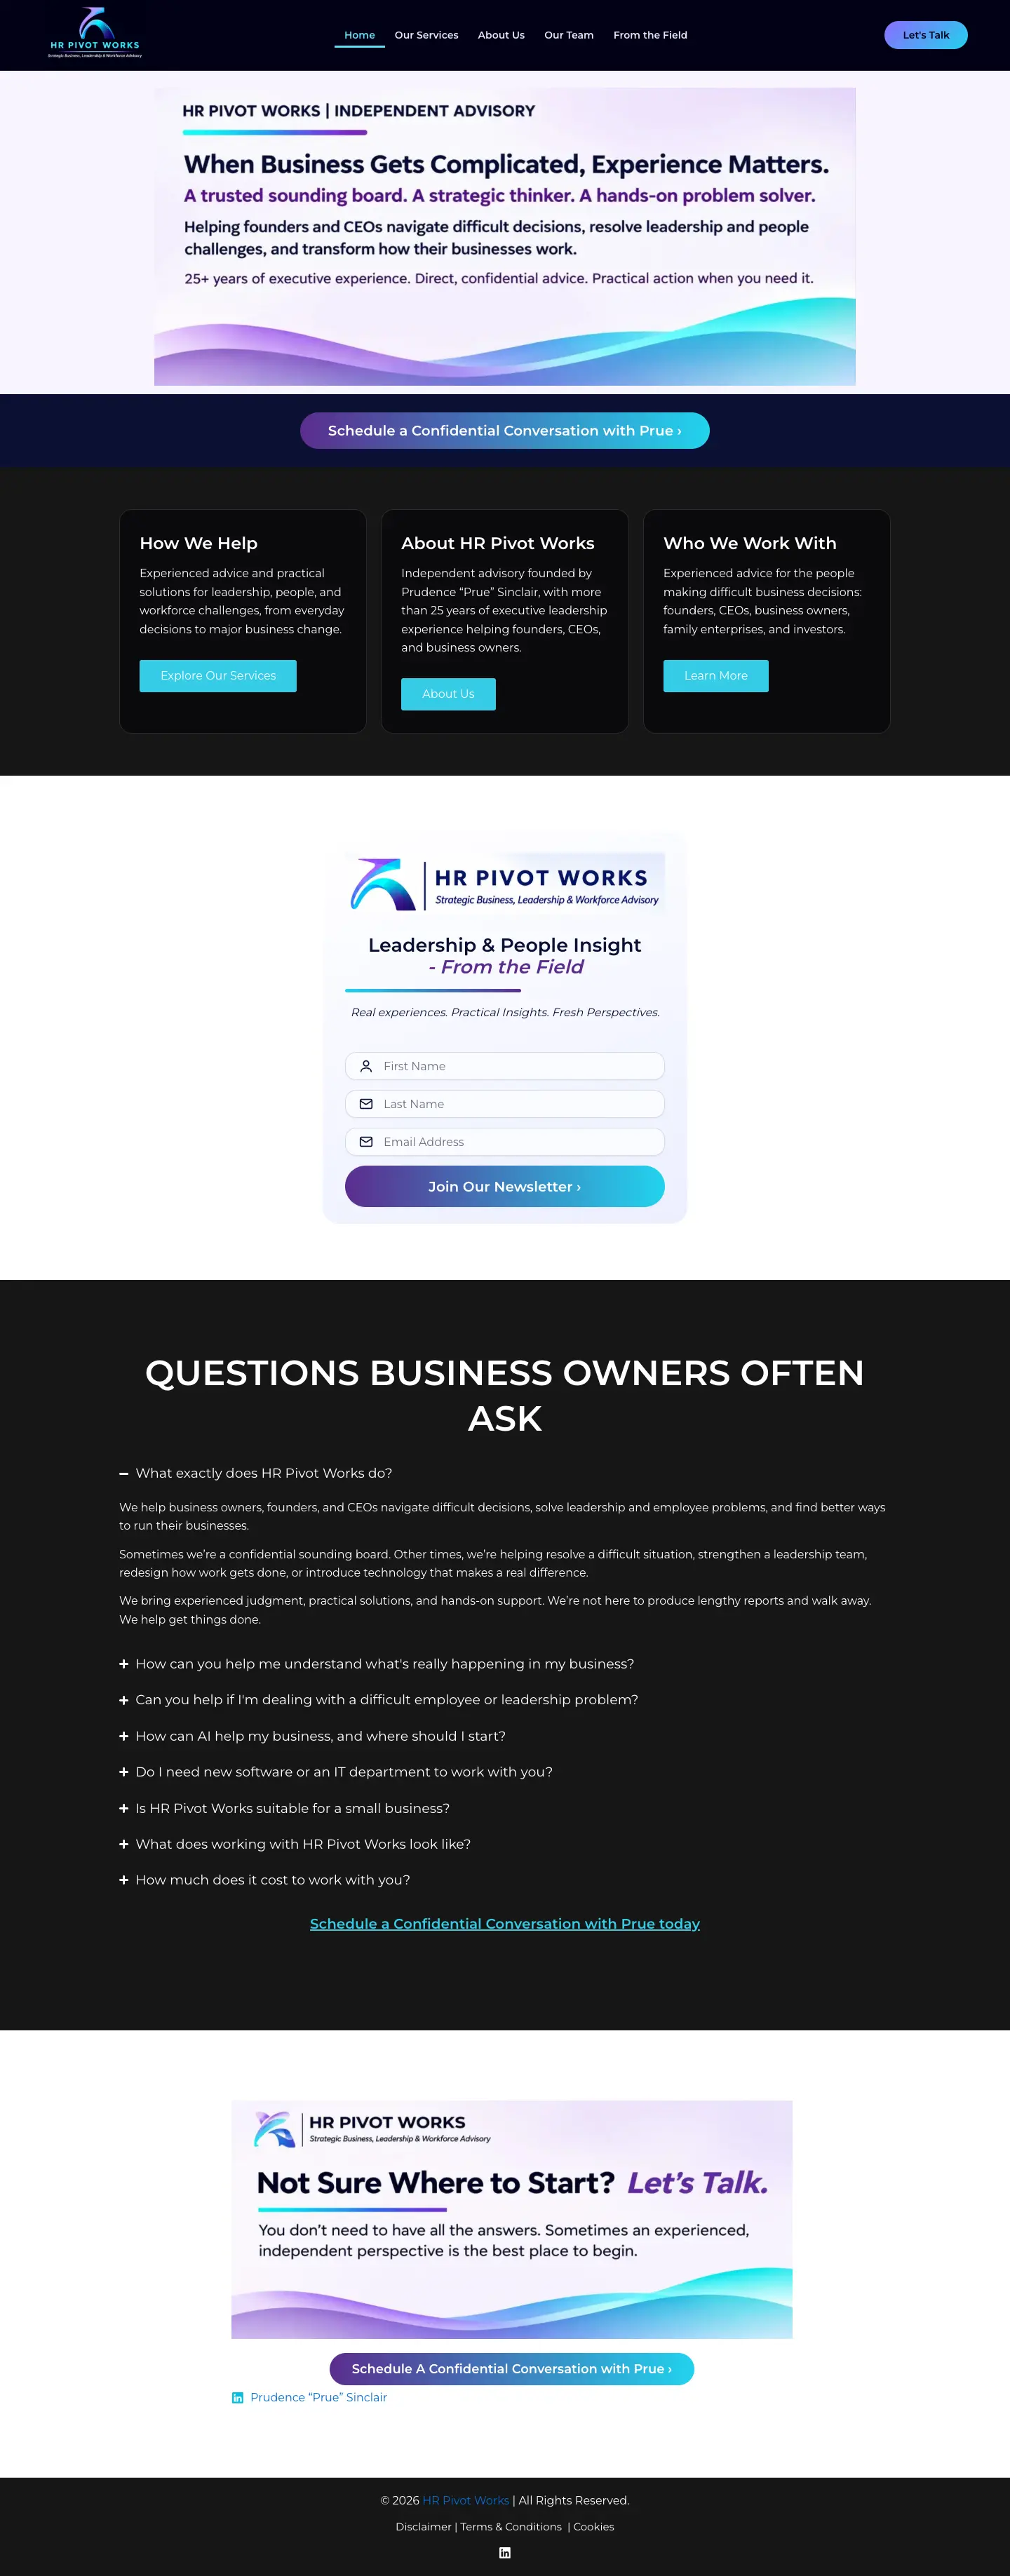 HR PIVOT WORKS
Strategic Business, Leadership & Workforce Advisory
Home
Our Services
About Us
Our Team
From the Field
Let's Talk
HR PIVOT WORKS | INDEPENDENT ADVISORY
When Business Gets Complicated, Experience Matters.
A trusted sounding board. A strategic thinker. A hands-on problem solver.
Helping founders and CEOs navigate difficult decisions, resolve leadership and people
challenges, and transform how their businesses work.
25+ years of executive experience. Direct, confidential advice. Practical action when you need it.
Schedule a Confidential Conversation with Prue ›
How We Help
Experienced advice and practical
solutions for leadership, people, and
workforce challenges, from everyday
decisions to major business change.
Explore Our Services
About HR Pivot Works
Independent advisory founded by
Prudence “Prue” Sinclair, with more
than 25 years of executive leadership
experience helping founders, CEOs,
and business owners.
About Us
Who We Work With
Experienced advice for the people
making difficult business decisions:
founders, CEOs, business owners,
family enterprises, and investors.
Learn More
HR PIVOT WORKS
Strategic Business, Leadership & Workforce Advisory
Leadership & People Insight
- From the Field
Real experiences. Practical Insights. Fresh Perspectives.
First Name
Last Name
Email Address
Join Our Newsletter ›
QUESTIONS BUSINESS OWNERS OFTEN
ASK
What exactly does HR Pivot Works do?
We help business owners, founders, and CEOs navigate difficult decisions, solve leadership and employee problems, and find better ways
to run their businesses.
Sometimes we’re a confidential sounding board. Other times, we’re helping resolve a difficult situation, strengthen a leadership team,
redesign how work gets done, or introduce technology that makes a real difference.
We bring experienced judgment, practical solutions, and hands-on support. We’re not here to produce lengthy reports and walk away.
We help get things done.
How can you help me understand what's really happening in my business?
Can you help if I'm dealing with a difficult employee or leadership problem?
How can AI help my business, and where should I start?
Do I need new software or an IT department to work with you?
Is HR Pivot Works suitable for a small business?
What does working with HR Pivot Works look like?
How much does it cost to work with you?
Schedule a Confidential Conversation with Prue today
HR PIVOT WORKS
Strategic Business, Leadership & Workforce Advisory
Not Sure Where to Start? Let’s Talk.
You don’t need to have all the answers. Sometimes an experienced,
independent perspective is the best place to begin.
Schedule A Confidential Conversation with Prue ›
Prudence “Prue” Sinclair
© 2026 HR Pivot Works | All Rights Reserved.
Disclaimer | Terms & Conditions | Cookies